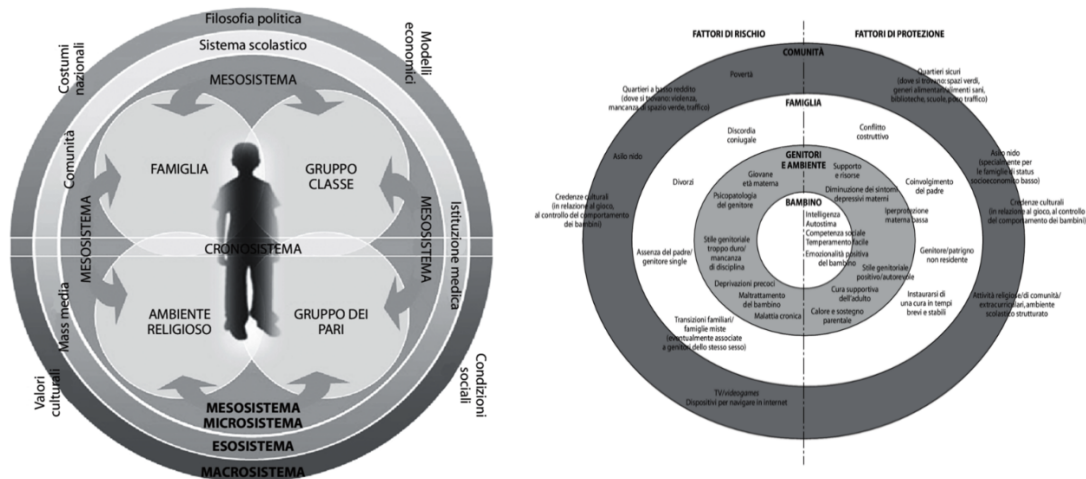 Filosofia politica
Sistema scolastico
Costumi
nazionali
Modelli
economici
MESOSISTEMA
Comunità
FAMIGLIA
GRUPPO
CLASSE
MESOSISTEMA
MESOSISTEMA
Istituzione medica
CRONOSISTEMA
AMBIENTE
RELIGIOSO
GRUPPO DEI
PARI
Mass media
Valori
culturali
Condizioni
sociali
MESOSISTEMA
MICROSISTEMA
ESOSISTEMA
MACROSISTEMA
FATTORI DI RISCHIO
FATTORI DI PROTEZIONE
COMUNITÀ
Povertà
Quartieri a basso reddito
(dove si trovano: violenza,
mancanza di spazio verde, traffico)
Quartieri sicuri
(dove si trovano: spazi verdi,
generi alimentari/alimenti sani,
biblioteche, scuole, poco traffico)
FAMIGLIA
Discordia
coniugale
Conflitto
costruttivo
Asilo nido
Asilo nido
(specialmente per
le famiglie di status
socioeconomico basso)
GENITORI
E AMBIENTE
Giovane
età materna
Supporto
e risorse
Divorzi
Psicopatologia
del genitore
Diminuzione dei sintomi
depressivi materni
Coinvolgimento
del padre
Credenze culturali
(in relazione al gioco,
al controllo del comportamento
dei bambini)
BAMBINO
Intelligenza
Autostima
Competenza sociale
Temperamento facile
Emozionalità positiva
del bambino
Iperprotezione
materna bassa
Credenze culturali
(in relazione al gioco, al controllo
del comportamento dei bambini)
Assenza del padre/
genitore single
Stile genitoriale
troppo duro/
mancanza
di disciplina
Stile genitoriale
positivo/autorevole
Genitore/patrigno
non residente
Deprivazioni precoci
Maltrattamento
del bambino
Malattia cronica
Cura supportiva
dell'adulto
Calore e sostegno
parentale
Instaurarsi di
una cura in tempi
brevi e stabili
Attività religiose/di comunità/
extracurriculari, ambiente
scolastico strutturato
Transizioni familiari/
famiglie miste
(eventualmente associate
a genitori dello stesso sesso)
TV/videogames
Dispositivi per navigare in internet